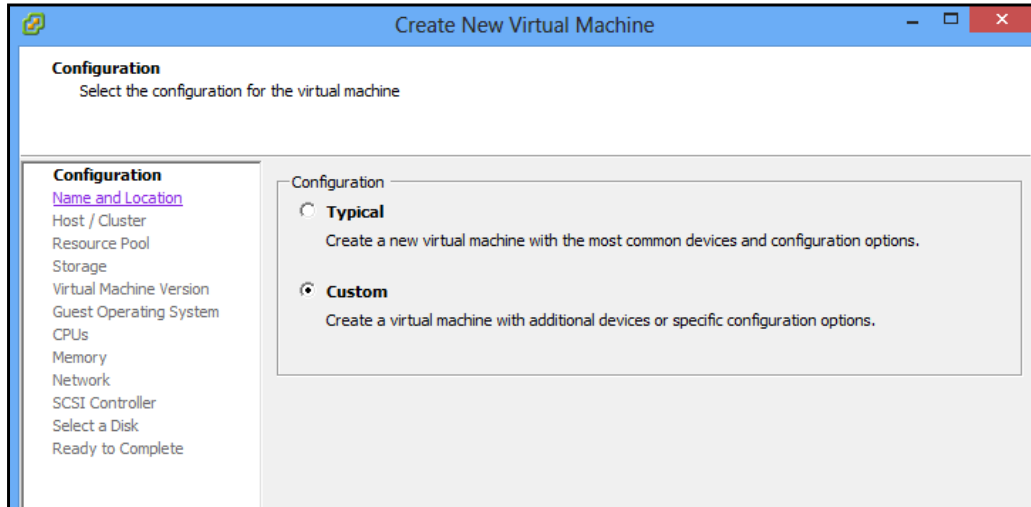 Create New Virtual Machine
Configuration
Select the configuration for the virtual machine
Configuration
Name and Location
Host / Cluster
Resource Pool
Storage
Virtual Machine Version
Guest Operating System
CPUs
Memory
Network
SCSI Controller
Select a Disk
Ready to Complete
Configuration
Typical
Create a new virtual machine with the most common devices and configuration options.
Custom
Create a virtual machine with additional devices or specific configuration options.